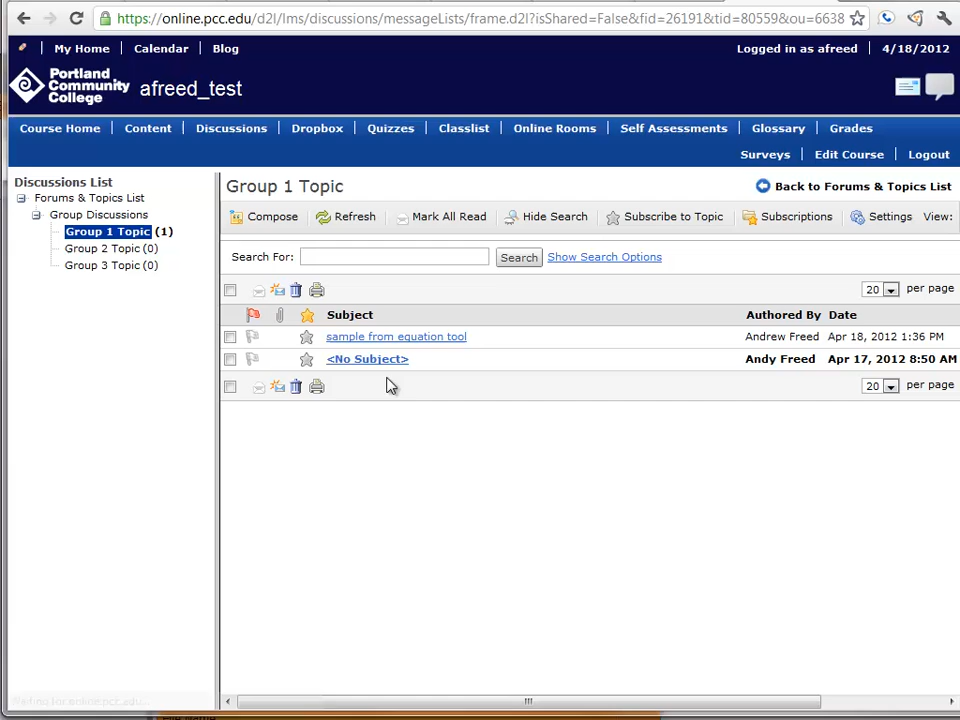 https://online.pcc.edu/d2l/lms/discussions/messageLists/frame.d2l?isShared=False&fid=26191&tid=80559&ou=6638
My Home
Calendar
Blog
Logged in as afreed
4/18/2012
Portland
Community
College
afreed_test
Course Home
Content
Discussions
Dropbox
Quizzes
Classlist
Online Rooms
Self Assessments
Glossary
Grades
Surveys
Edit Course
Logout
Discussions List
Forums & Topics List
Group Discussions
Group 1 Topic (1)
Group 2 Topic (0)
Group 3 Topic (0)
Group 1 Topic
Back to Forums & Topics List
Compose
Refresh
Mark All Read
Hide Search
Subscribe to Topic
Subscriptions
Settings
View:
Search For:
Search
Show Search Options
20 per page
Subject
Authored By
Date
sample from equation tool
Andrew Freed
Apr 18, 2012 1:36 PM
<No Subject>
Andy Freed
Apr 17, 2012 8:50 AM
20 per page